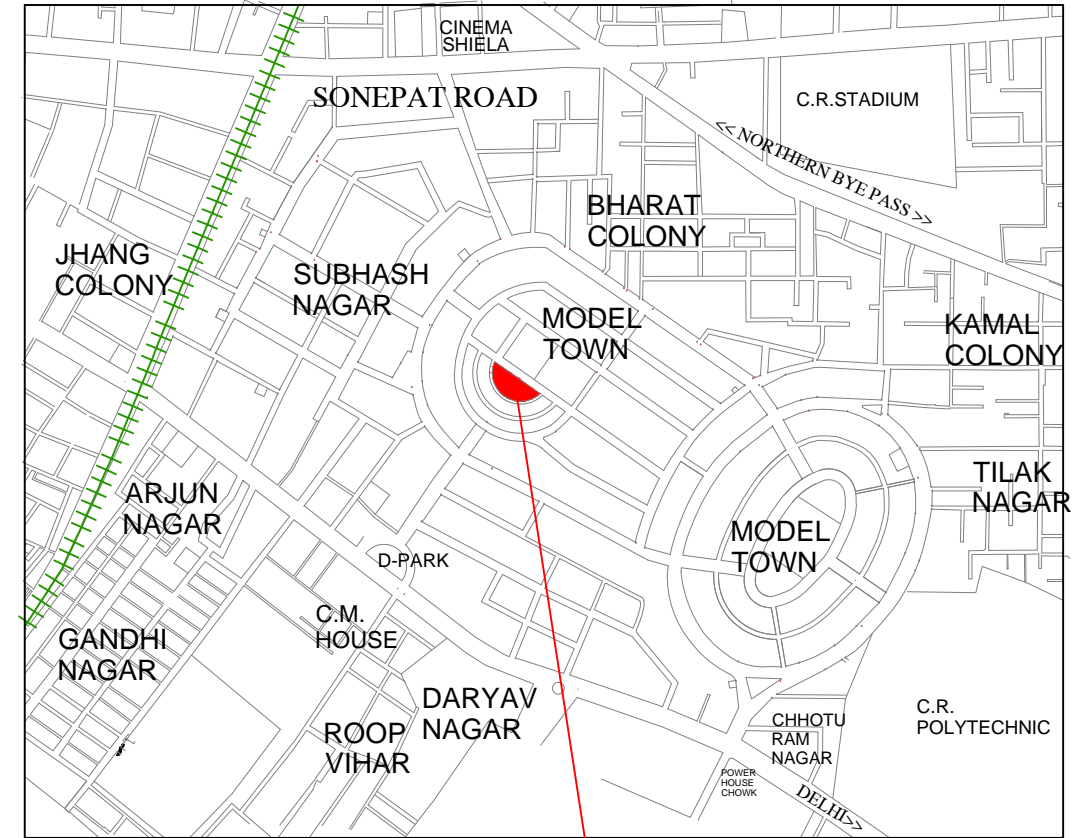 CINEMA
SHIELA
SONEPAT ROAD
C.R.STADIUM
<< NORTHERN BYE PASS >>
BHARAT
COLONY
JHANG
COLONY
SUBHASH
NAGAR
MODEL
TOWN
KAMAL
COLONY
ARJUN
NAGAR
TILAK
NAGAR
MODEL
TOWN
D-PARK
C.M.
HOUSE
GANDHI
NAGAR
DARYAV
NAGAR
ROOP
VIHAR
CHHOTU
RAM
NAGAR
C.R.
POLYTECHNIC
POWER
HOUSE
CHOWK
DELHI>>